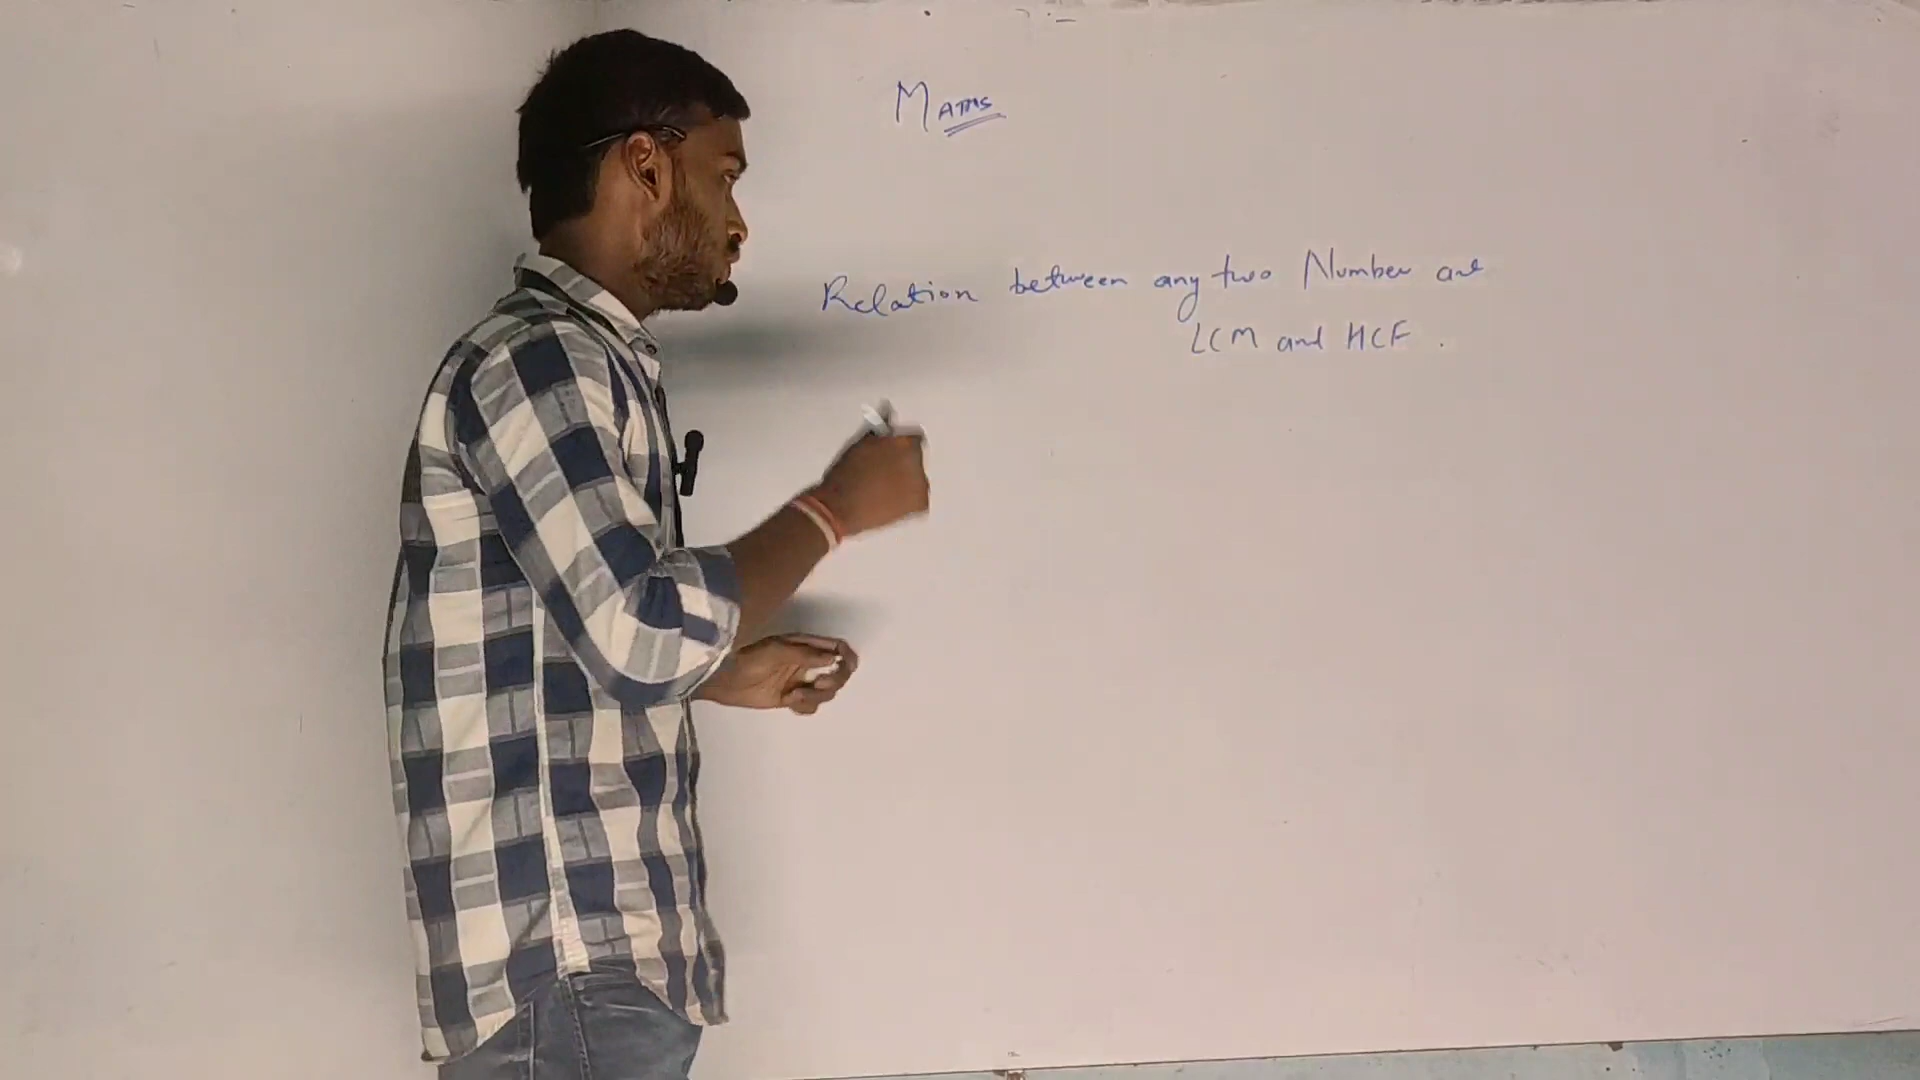 Maths
Relation between any two Number and
LCM and HCF .